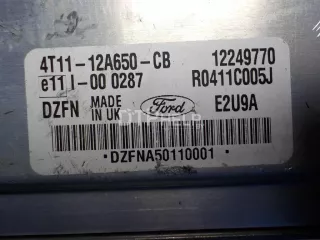 4T11-12A650-CB 12249770
e11 I-00 0287 R0411C005J
DZFN MADE IN UK Ford E2U9A
·DZFNA50110001·